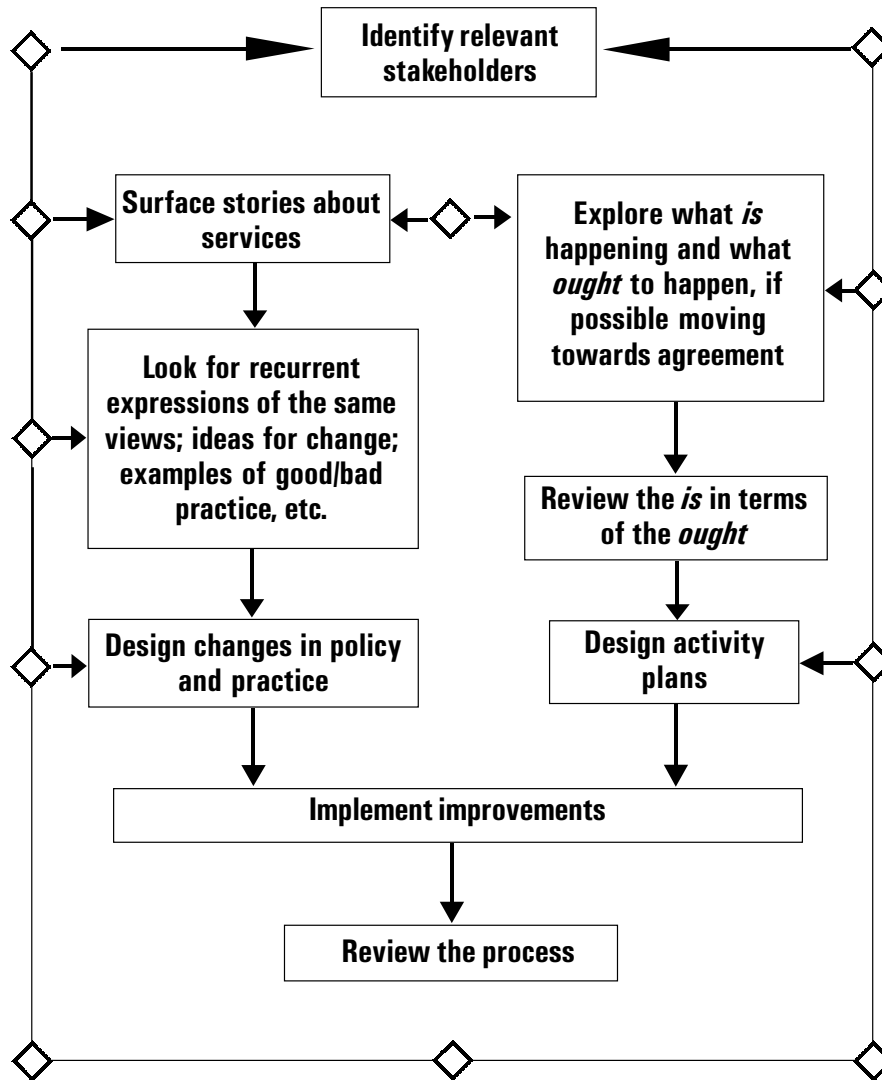 Identify relevant
stakeholders
Surface stories about
services
Look for recurrent
expressions of the same
views; ideas for change;
examples of good/bad
practice, etc.
Design changes in policy
and practice
Explore what is
happening and what
ought to happen, if
possible moving
towards agreement
Review the is in terms
of the ought
Design activity
plans
Implement improvements
Review the process